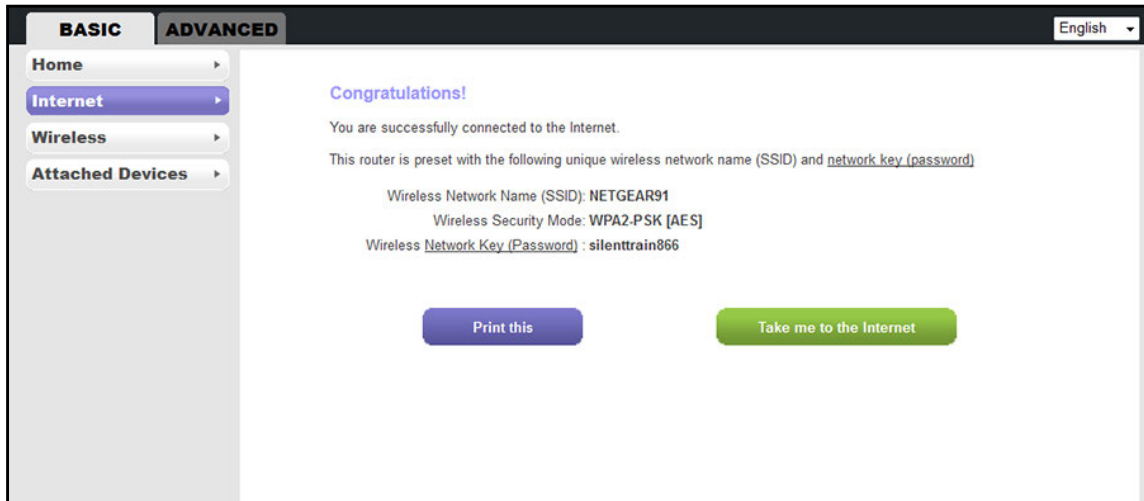 BASIC
ADVANCED
English
Home
Internet
Wireless
Attached Devices
Congratulations!
You are successfully connected to the Internet.
This router is preset with the following unique wireless network name (SSID) and network key (password)
Wireless Network Name (SSID): NETGEAR91
Wireless Security Mode: WPA2-PSK [AES]
Wireless Network Key (Password) : silenttrain866
Print this
Take me to the Internet